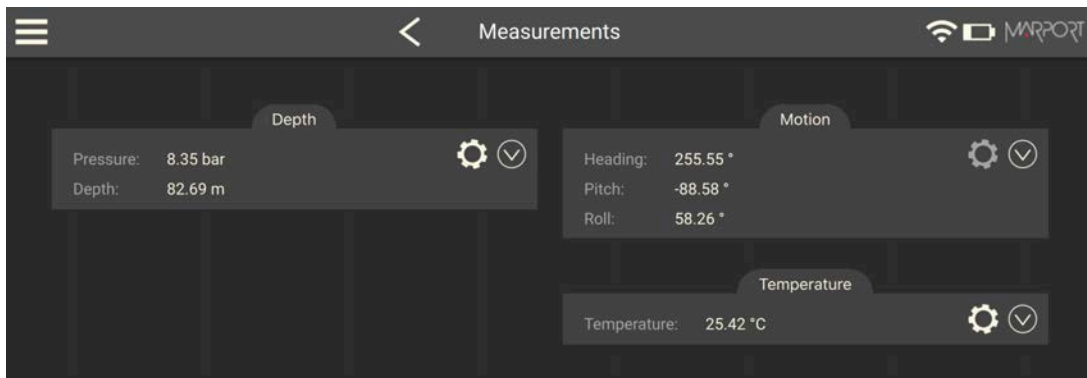 Measurements
MARPORT
Depth
Pressure: 8.35 bar
Depth: 82.69 m
Motion
Heading: 255.55 °
Pitch: -88.58 °
Roll: 58.26 °
Temperature
Temperature: 25.42 °C